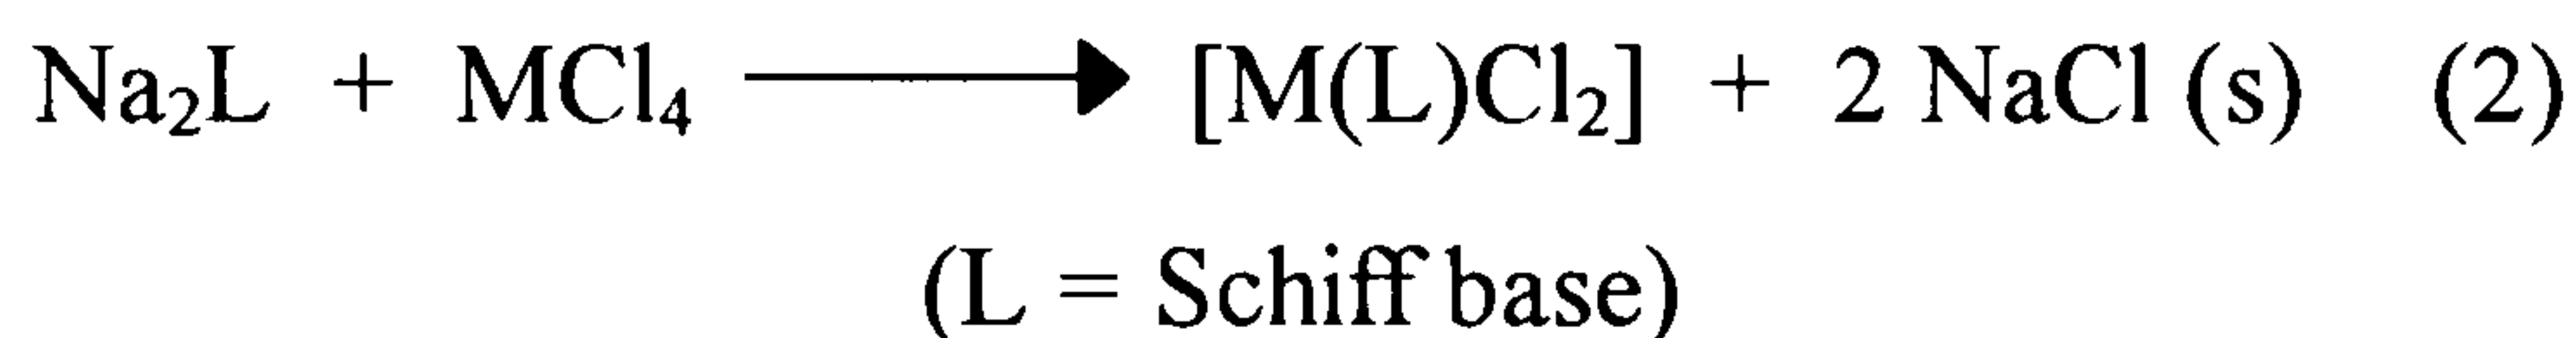 Na₂L + MCl₄ ⟶ [M(L)Cl₂] + 2 NaCl (s) (2)
(L = Schiff base)